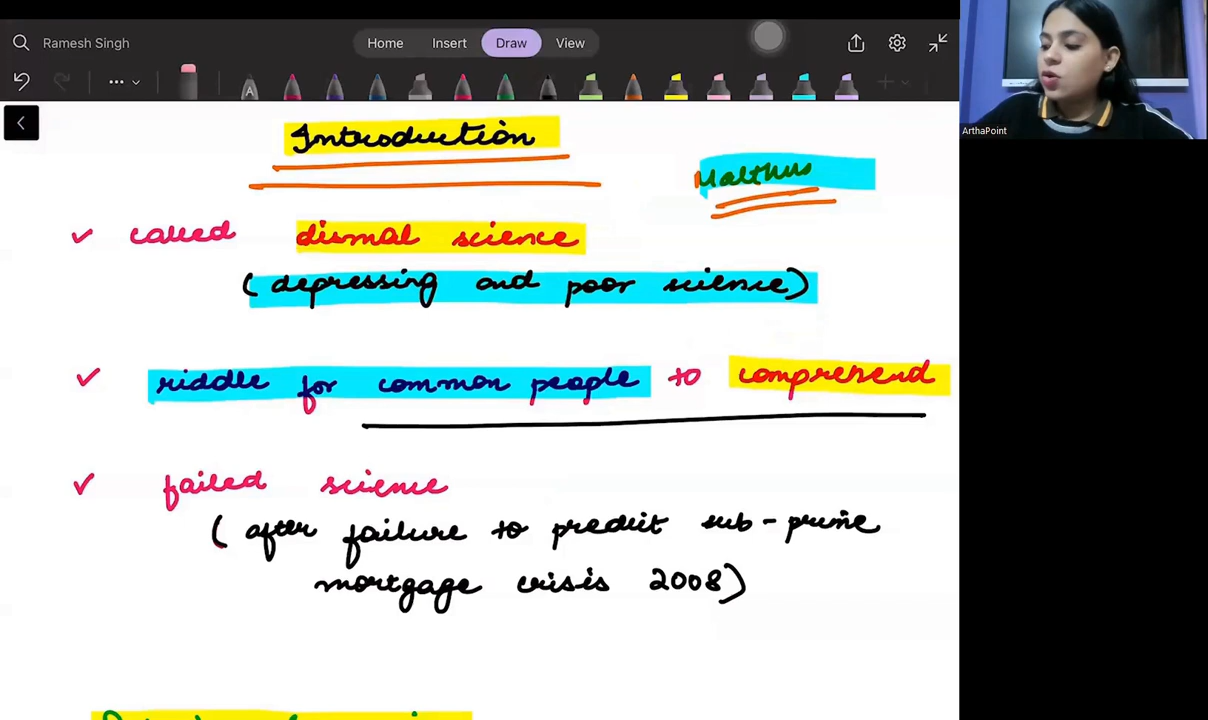 Ramesh Singh
Home Insert Draw View
A
ArthaPoint
Introduction
Malthus
called dismal science
(depressing and poor science)
riddle for common people to comprehend
failed science
(after failure to predict sub-prime
mortgage crisis 2008)